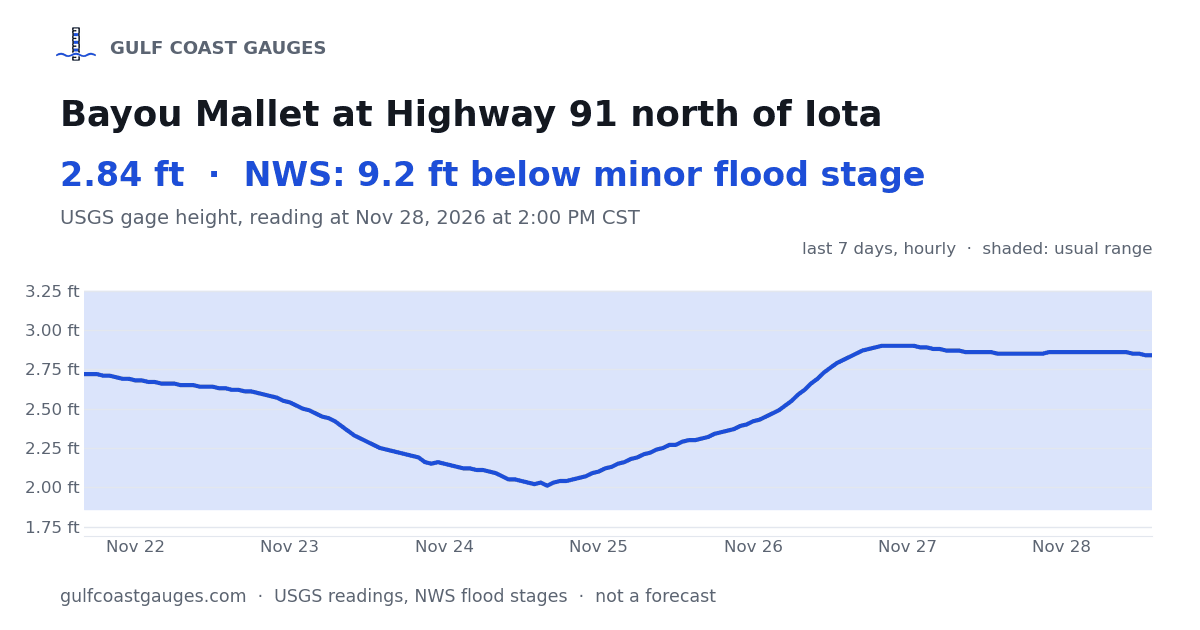 GULF COAST GAUGES
Bayou Mallet at Highway 91 north of Iota
2.84 ft · NWS: 9.2 ft below minor flood stage
USGS gage height, reading at Nov 28, 2026 at 2:00 PM CST
last 7 days, hourly · shaded: usual range
3.25 ft
3.00 ft
2.75 ft
2.50 ft
2.25 ft
2.00 ft
1.75 ft
Nov 22 Nov 23 Nov 24 Nov 25 Nov 26 Nov 27 Nov 28
gulfcoastgauges.com · USGS readings, NWS flood stages · not a forecast